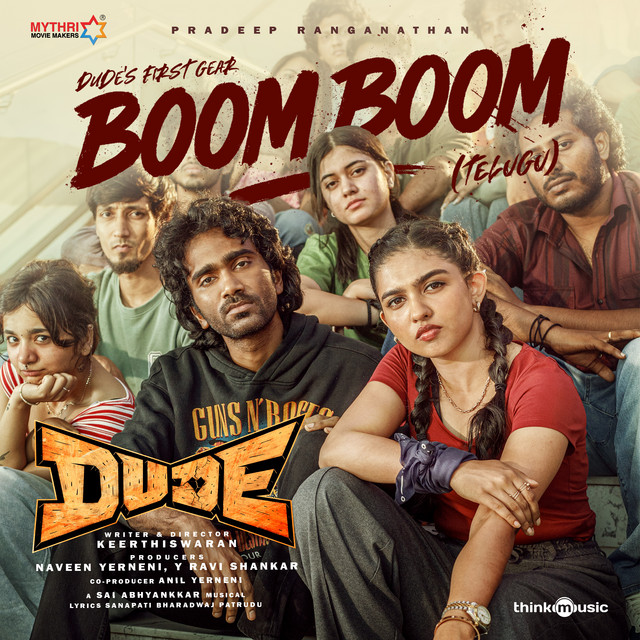 MYTHRI
MOVIE MAKERS
PRADEEP RANGANATHAN
DUDE'S FIRST GEAR
BOOM BOOM
(TELUGU)
GUNS N' ROSES
DUDE
WRITER & DIRECTOR
KEERTHISWARAN
PRODUCERS
NAVEEN YERNENI, Y RAVI SHANKAR
CO-PRODUCER ANIL YERNENI
A SAI ABHYANKKAR MUSICAL
LYRICS SANAPATI BHARADWAJ PATRUDU
think music